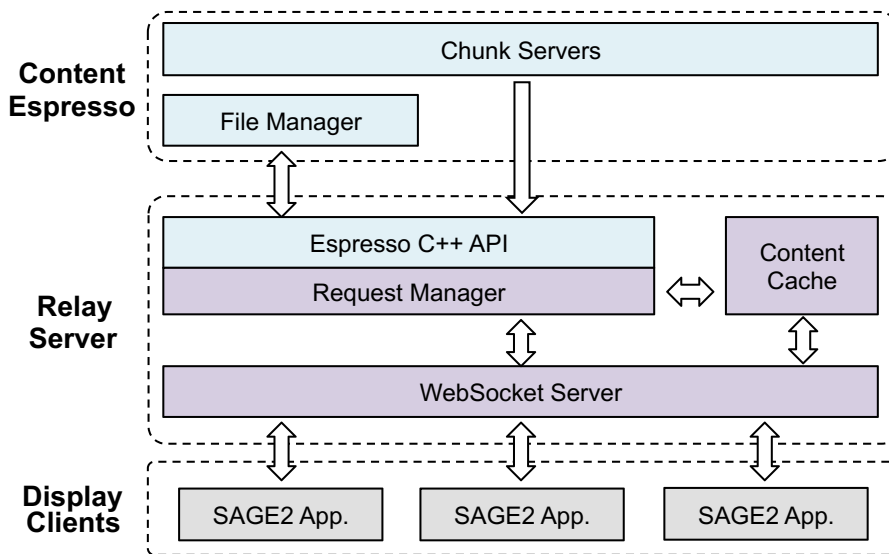 Content
Espresso
Chunk Servers
File Manager
Relay
Server
Espresso C++ API
Request Manager
Content
Cache
WebSocket Server
Display
Clients
SAGE2 App.
SAGE2 App.
SAGE2 App.